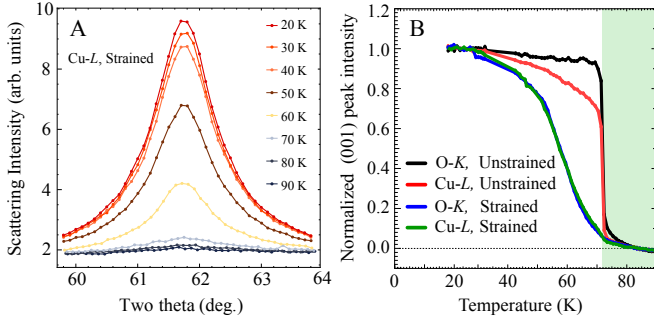 A
Cu-L, Strained
20 K
30 K
40 K
50 K
60 K
70 K
80 K
90 K
Scattering Intensity (arb. units)
10
8
6
4
2
60
61
62
63
64
Two theta (deg.)
B
O-K, Unstrained
Cu-L, Unstrained
O-K, Strained
Cu-L, Strained
Normalized (001) peak intensity
1.2
1.0
0.8
0.6
0.4
0.2
0.0
0
20
40
60
80
Temperature (K)